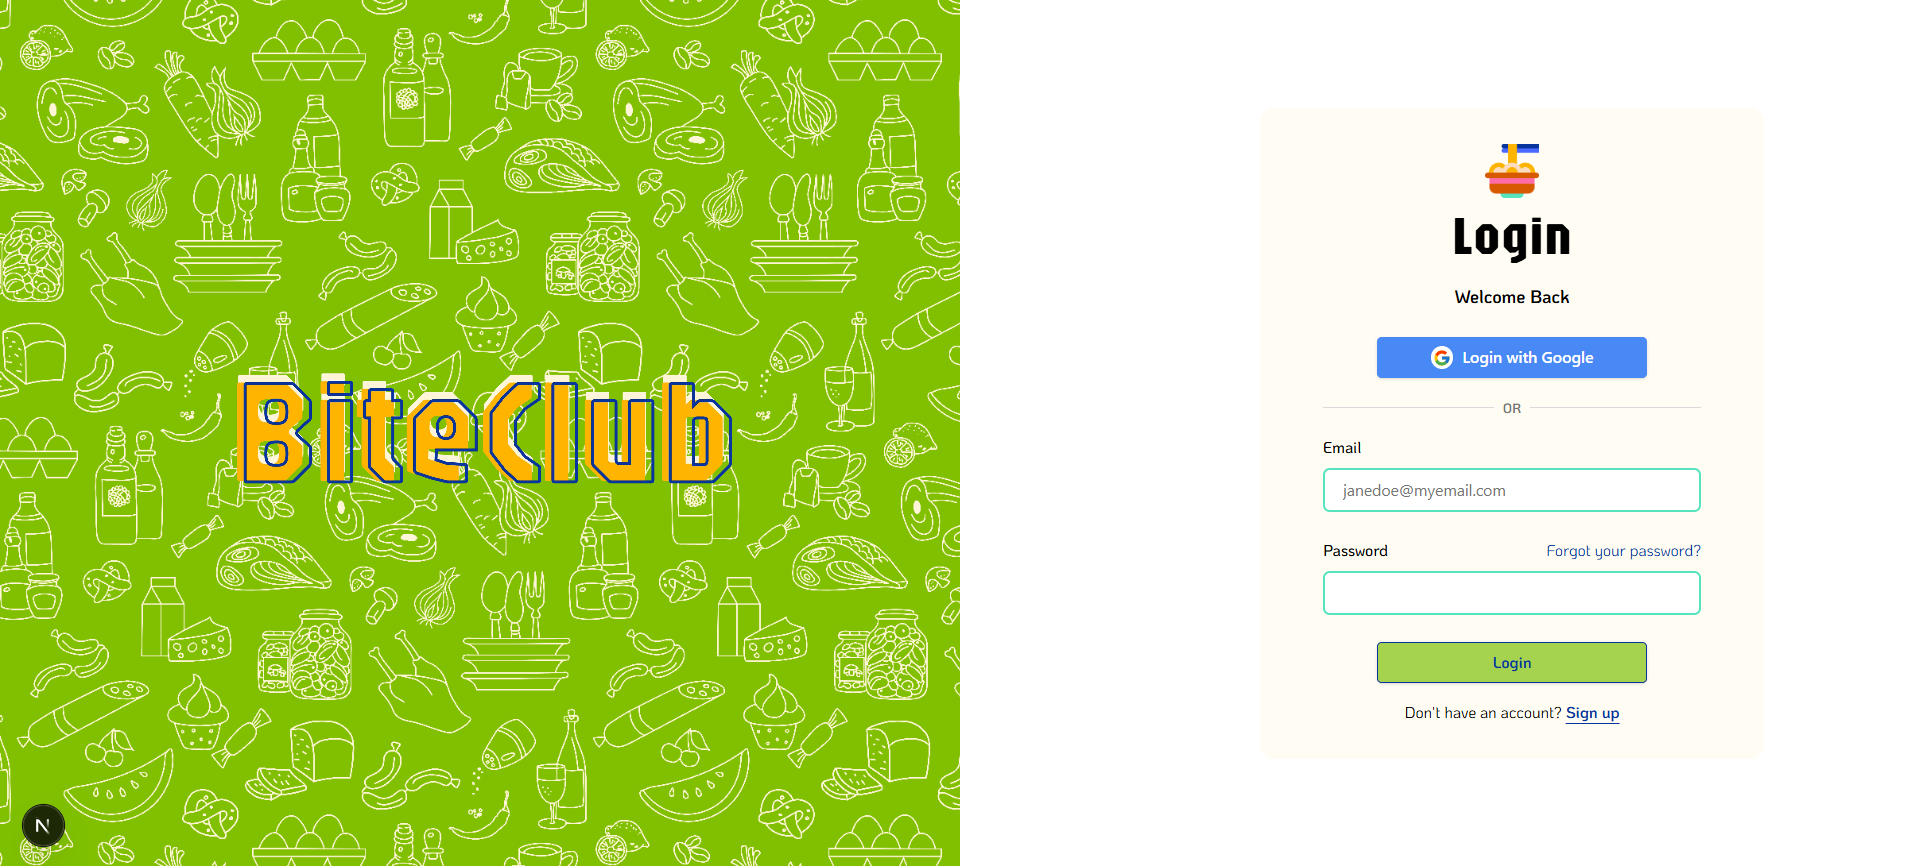 BiteClub
N
Login
Welcome Back
G Login with Google
OR
Email
janedoe@myemail.com
Password Forgot your password?
Login
Don't have an account? Sign up